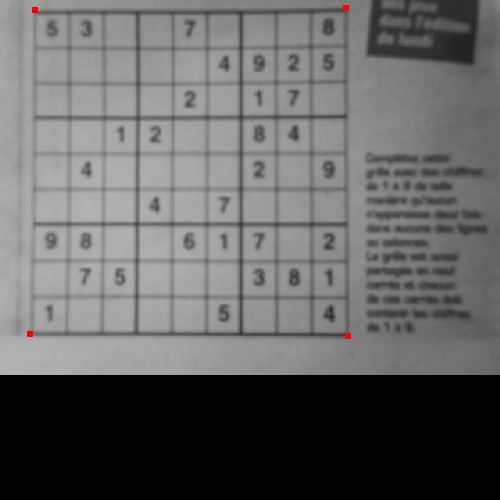 5 3 7 8
4 9 2 5
2 1 7
1 2 8 4
4 2 9
4 7
9 8 6 1 7 2
7 5 3 8 1
1 5 4
des jeux
dans l'édition
de lundi
Complétez cette
grille avec des chiffres
de 1 à 9 de telle
manière qu'aucun
n'apparaisse deux fois
dans aucune des lignes
ou colonnes.
La grille est aussi
partagée en neuf
carrés et chacun
de ces carrés doit
contenir les chiffres
de 1 à 9.